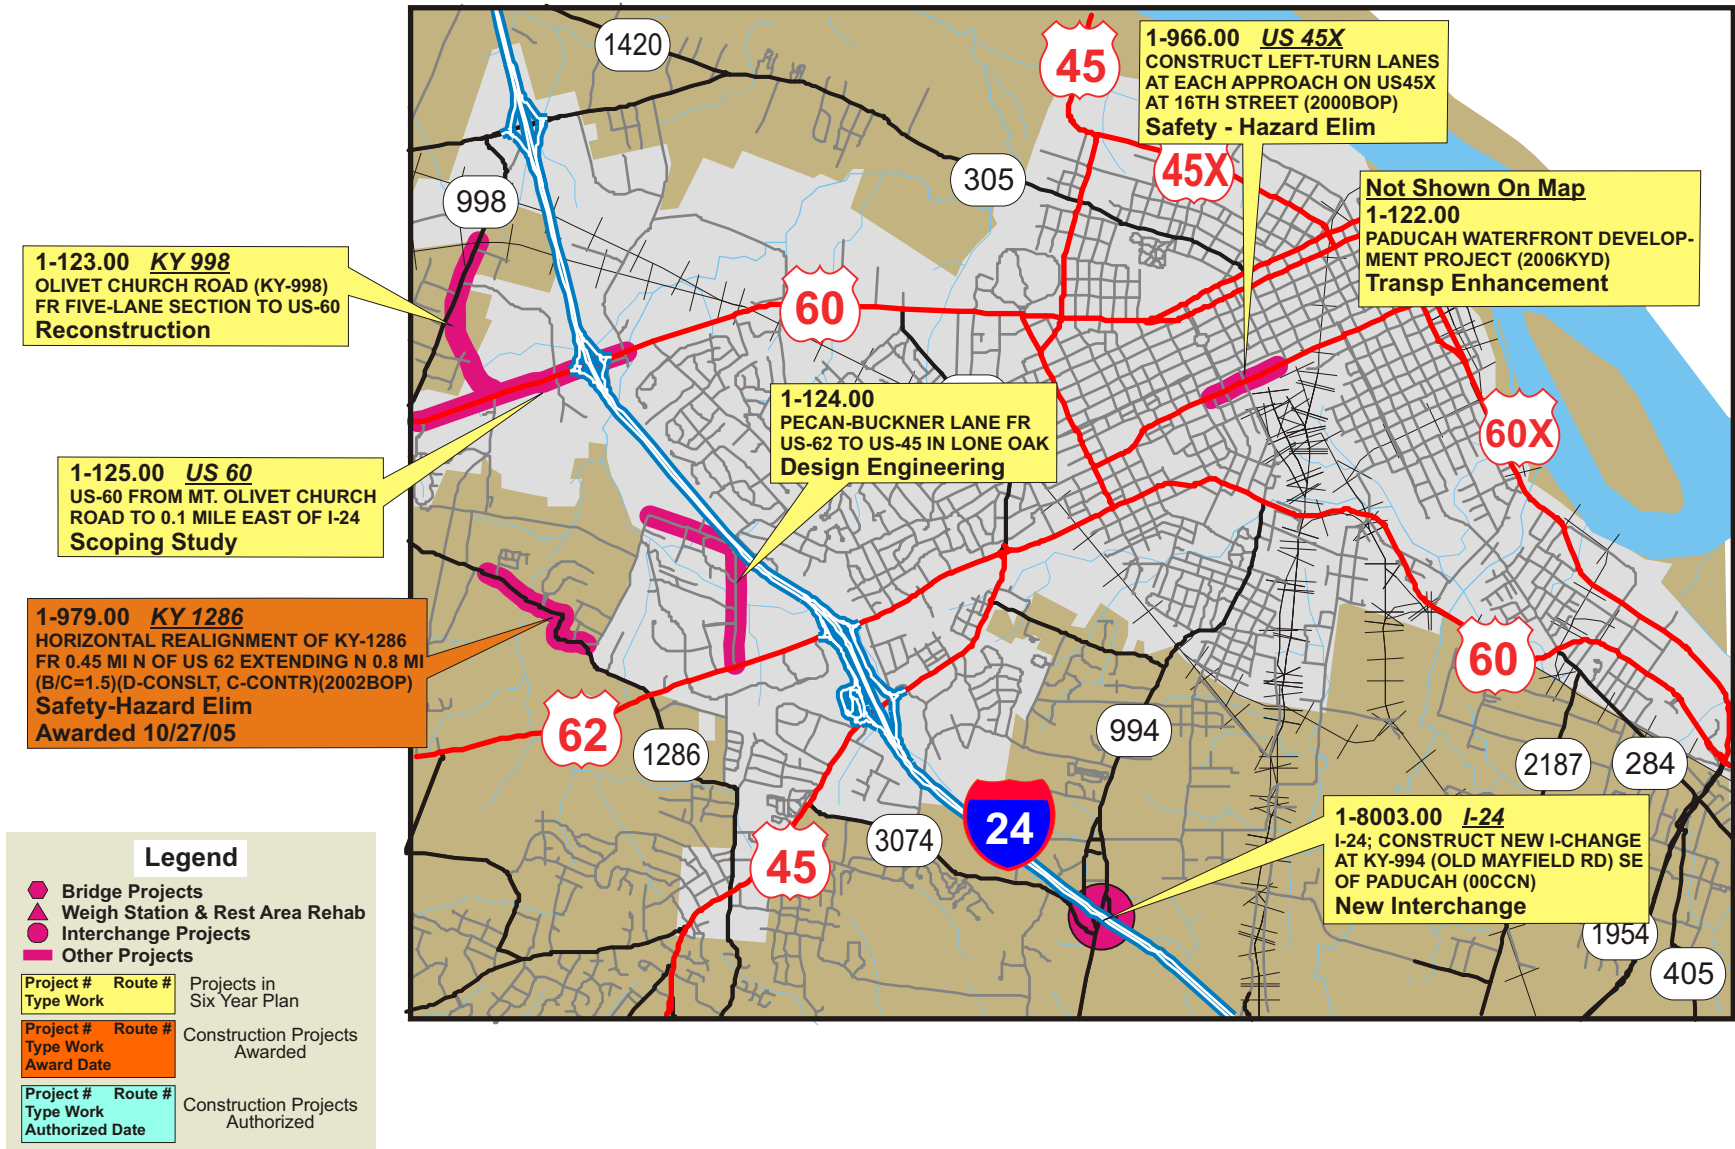 1420
45
1-966.00 US 45X
CONSTRUCT LEFT-TURN LANES
AT EACH APPROACH ON US45X
AT 16TH STREET (2000BOP)
Safety - Hazard Elim
45X
305
998
Not Shown On Map
1-122.00
PADUCAH WATERFRONT DEVELOP-
MENT PROJECT (2006KYD)
Transp Enhancement
1-123.00 KY 998
OLIVET CHURCH ROAD (KY-998)
FR FIVE-LANE SECTION TO US-60
Reconstruction
60
1-124.00
PECAN-BUCKNER LANE FR
US-62 TO US-45 IN LONE OAK
Design Engineering
60X
1-125.00 US 60
US-60 FROM MT. OLIVET CHURCH
ROAD TO 0.1 MILE EAST OF I-24
Scoping Study
1-979.00 KY 1286
HORIZONTAL REALIGNMENT OF KY-1286
FR 0.45 MI N OF US 62 EXTENDING N 0.8 MI
(B/C=1.5)(D-CONSLT, C-CONTR)(2002BOP)
Safety-Hazard Elim
Awarded 10/27/05
60
62
1286
994
2187
284
24
3074
45
1-8003.00 I-24
I-24; CONSTRUCT NEW I-CHANGE
AT KY-994 (OLD MAYFIELD RD) SE
OF PADUCAH (00CCN)
New Interchange
1954
405
Legend
Bridge Projects
Weigh Station & Rest Area Rehab
Interchange Projects
Other Projects
Project # Route #
Type Work
Projects in
Six Year Plan
Project # Route #
Type Work
Award Date
Construction Projects
Awarded
Project # Route #
Type Work
Authorized Date
Construction Projects
Authorized